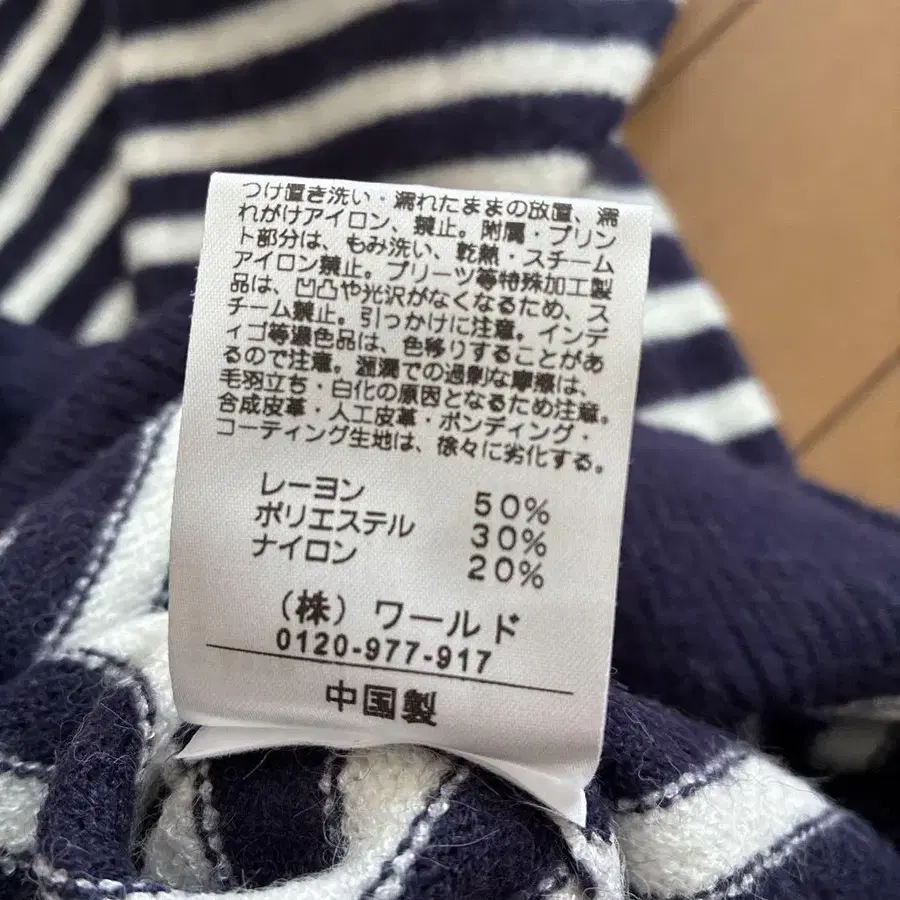 つけ置き洗い・濡れたままの放置、濡
れがけアイロン、禁止。附属・プリン
ト部分は、もみ洗い、乾熱・スチーム
アイロン禁止。プリーツ等特殊加工製
品は、凹凸や光沢がなくなるため、ス
チーム禁止。引っかけに注意。インデ
ィゴ等濃色品は、色移りすることがあ
るので注意。湿潤での過剰な摩擦は、
毛羽立ち・白化の原因となるため注意。
合成皮革・人工皮革・ボンディング・
コーティング生地は、徐々に劣化する。
レーヨン 50%
ポリエステル 30%
ナイロン 20%
(株) ワールド
0120-977-917
中国製